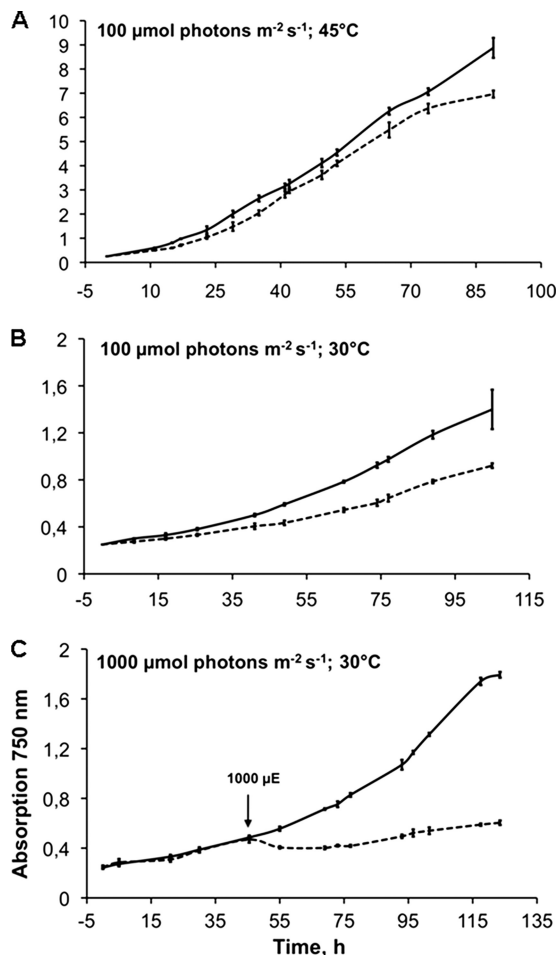 A
100 µmol photons m-2 s-1; 45°C
10
9
8
7
6
5
4
3
2
1
0
-5 10 25 40 55 70 85 100
B
100 µmol photons m-2 s-1; 30°C
2
1,6
1,2
0,8
0,4
0
-5 15 35 55 75 95 115
C
1000 µmol photons m-2 s-1; 30°C
Absorption 750 nm
2
1,6
1,2
0,8
0,4
0
1000 µE
-5 15 35 55 75 95 115 135
Time, h